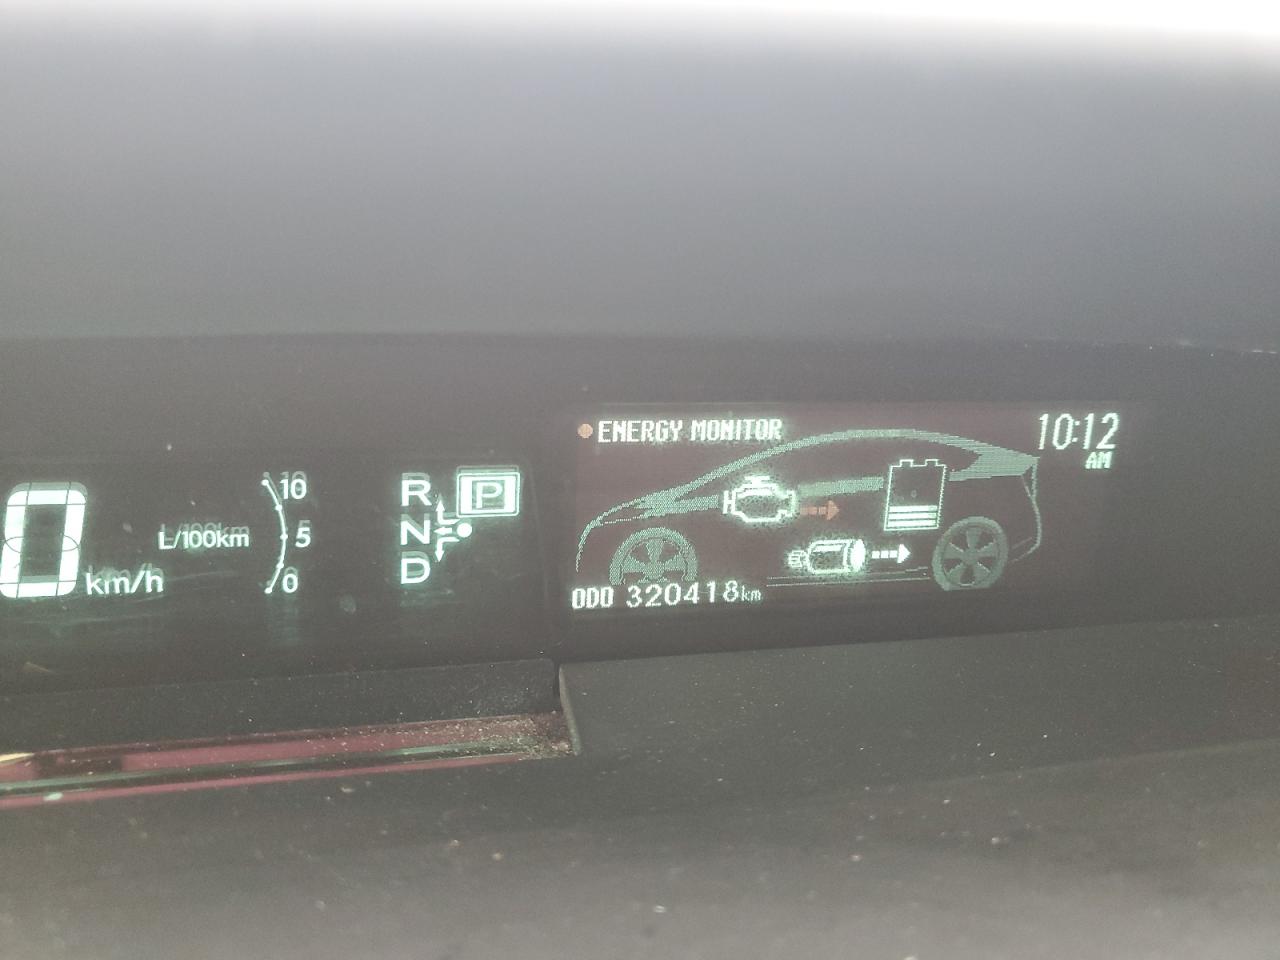 ENERGY MONITOR
10:12
AM
10
R
P
0
L/100km
5
N
km/h
0
D
ODO 320418km